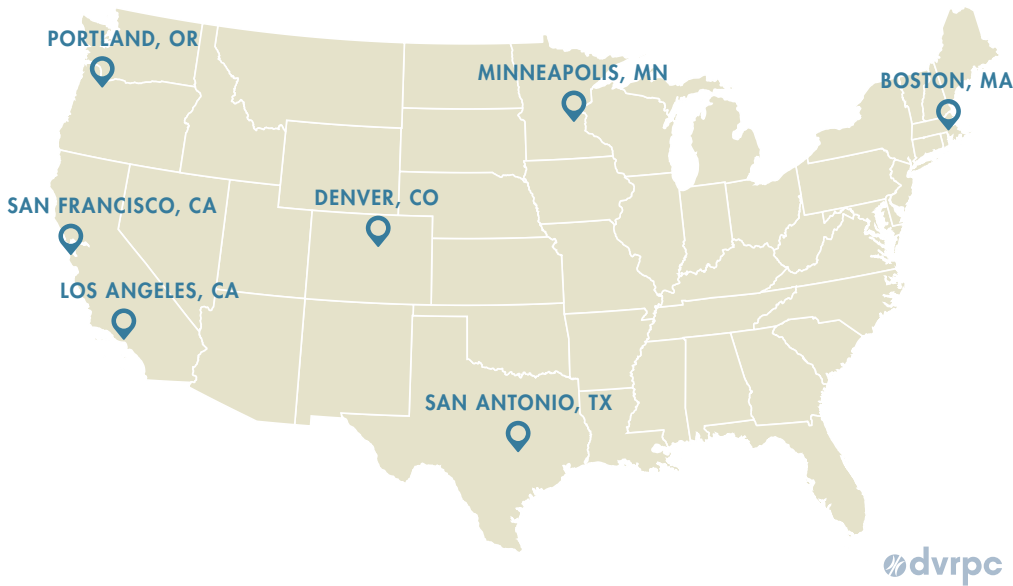 PORTLAND, OR
MINNEAPOLIS, MN
BOSTON, MA
DENVER, CO
SAN FRANCISCO, CA
LOS ANGELES, CA
SAN ANTONIO, TX
dvrpc